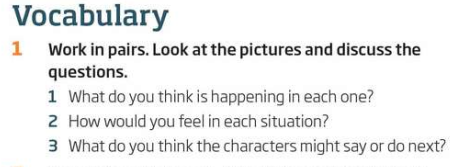 Vocabulary
1 Work in pairs. Look at the pictures and discuss the
questions.
1 What do you think is happening in each one?
2 How would you feel in each situation?
3 What do you think the characters might say or do next?